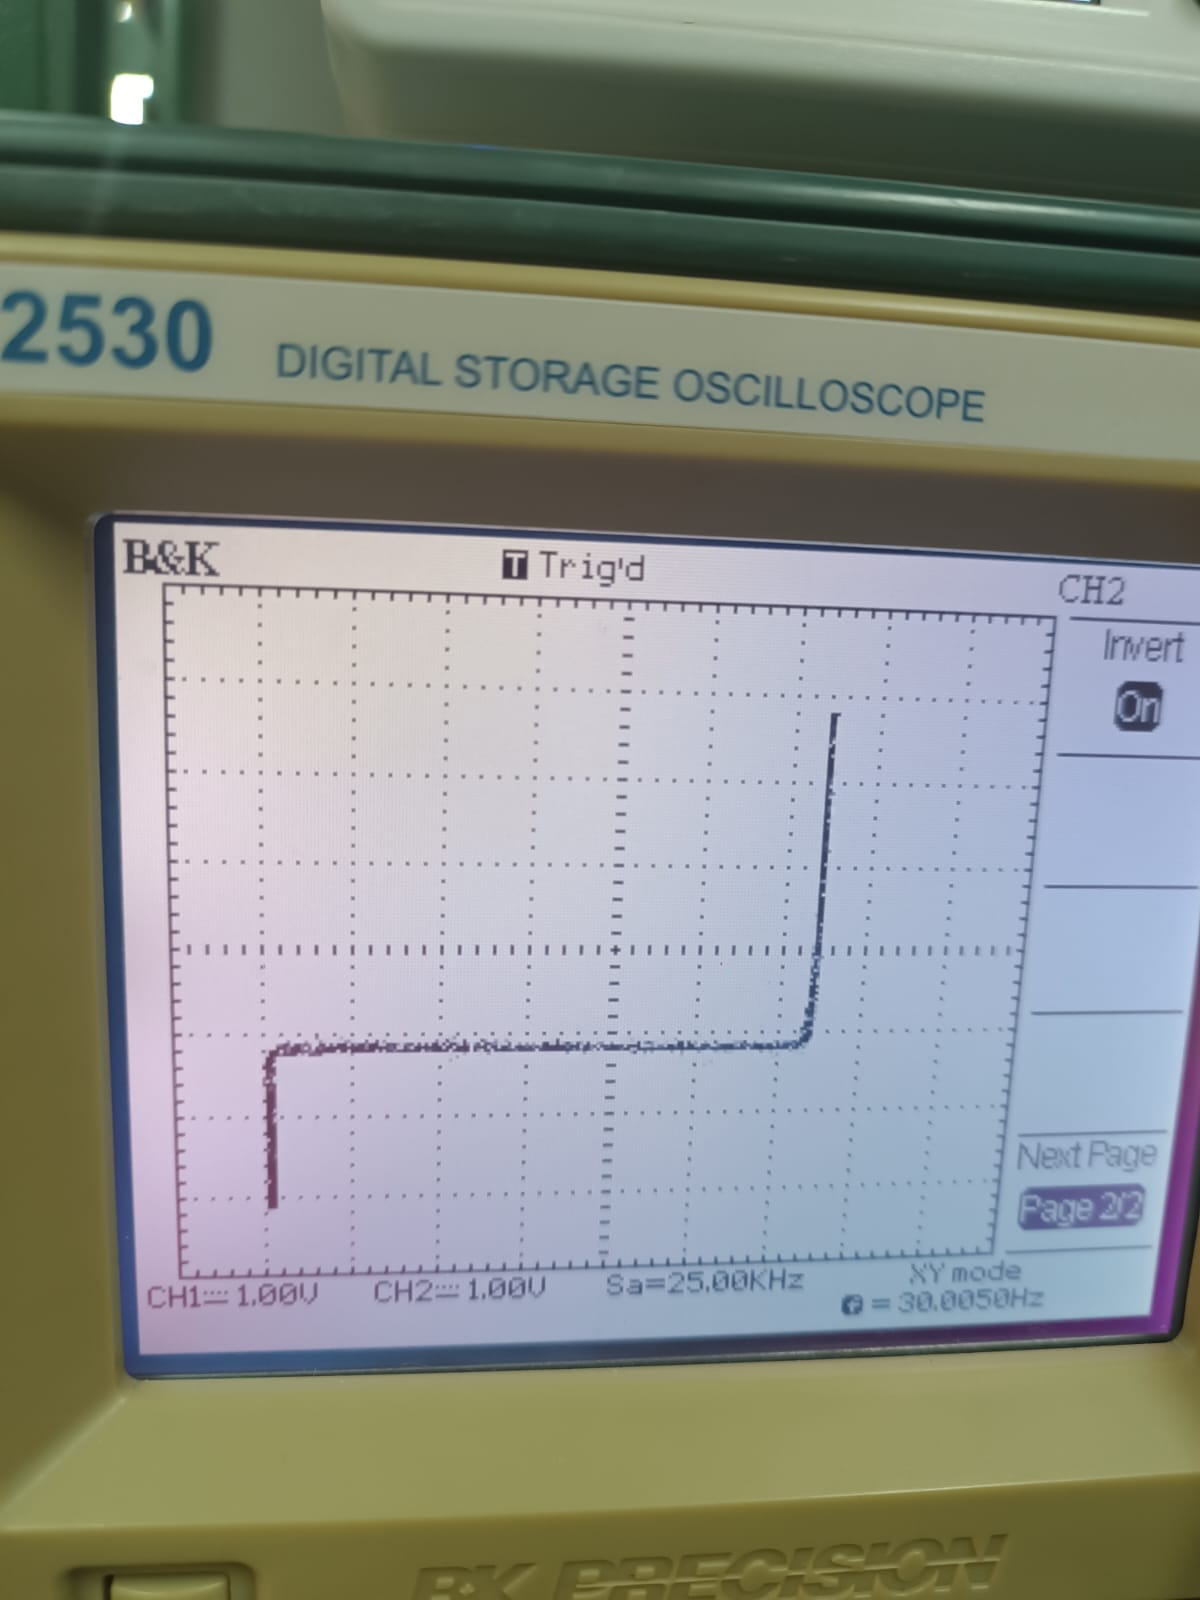 2530 DIGITAL STORAGE OSCILLOSCOPE
B&K T Trig'd CH2
Invert
On
Next Page
Page 2/2
CH1 1.00V CH2 1.00V Sa=25.00KHz XY mode
f = 30.0050Hz
BK PRECISION